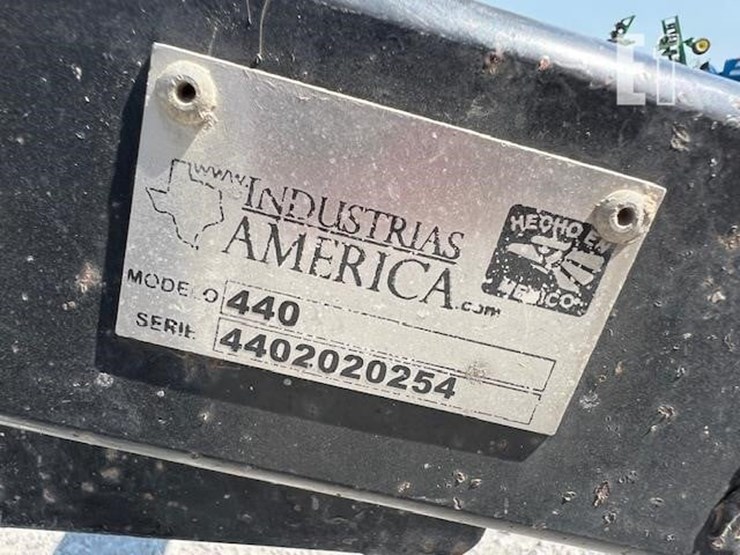 www.
INDUSTRIAS
AMERICA.com
HECHO EN
MEXICO
MODELO 440
SERIE 4402020254